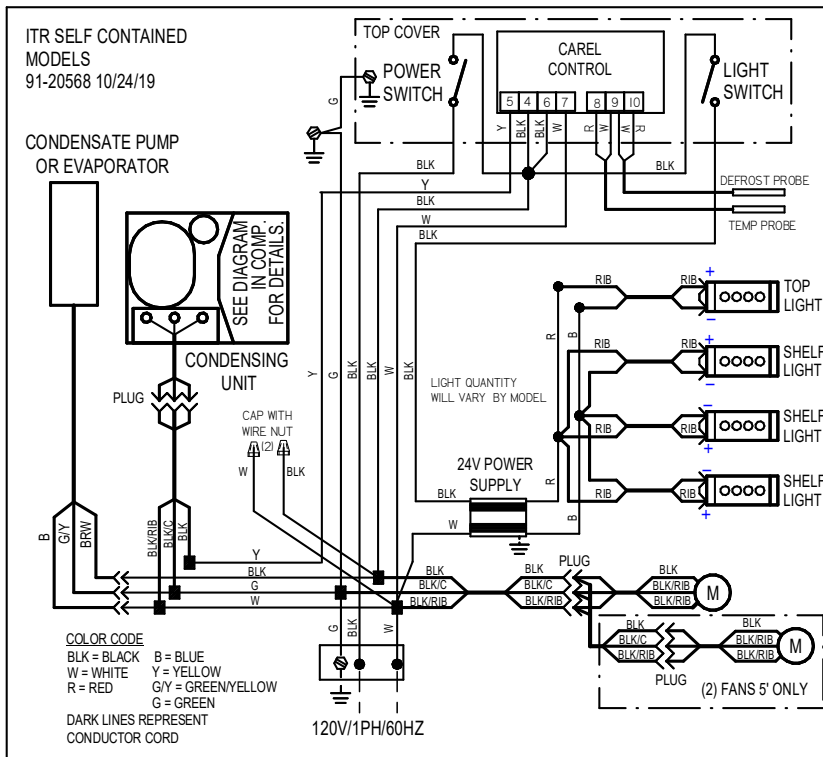 ITR SELF CONTAINED
MODELS
91-20568 10/24/19
TOP COVER
POWER
SWITCH
CAREL
CONTROL
LIGHT
SWITCH
5 4 6 7 8 9 10
G
Y
BLK
BLK
W
R
W
W
R
CONDENSATE PUMP
OR EVAPORATOR
BLK
BLK
Y
BLK
W
BLK
DEFROST PROBE
TEMP PROBE
SEE DIAGRAM
IN COMP.
FOR DETAILS.
CONDENSING
UNIT
PLUG
RIB
RIB
+
−
TOP
LIGHT
R
B
RIB
RIB
+
−
SHELF
LIGHT
Y
G
BLK
BLK
W
BLK
LIGHT QUANTITY
WILL VARY BY MODEL
RIB
RIB
−
+
SHELF
LIGHT
CAP WITH
WIRE NUT
(2)
W
BLK
24V POWER
SUPPLY
R
B
RIB
RIB
−
+
SHELF
LIGHT
BLK
W
B
G/Y
BRW
BLK/RIB
BLK/C
BLK
Y
BLK
G
W
BLK
BLK/C
BLK/RIB
BLK
BLK/C
BLK/RIB
PLUG
BLK
BLK/RIB
BLK/RIB
M
BLK
BLK/C
BLK/RIB
PLUG
BLK
BLK/RIB
BLK/RIB
M
(2) FANS 5' ONLY
G
BLK
W
120V/1PH/60HZ
COLOR CODE
BLK = BLACK B = BLUE
W = WHITE Y = YELLOW
R = RED G/Y = GREEN/YELLOW
G = GREEN
DARK LINES REPRESENT
CONDUCTOR CORD